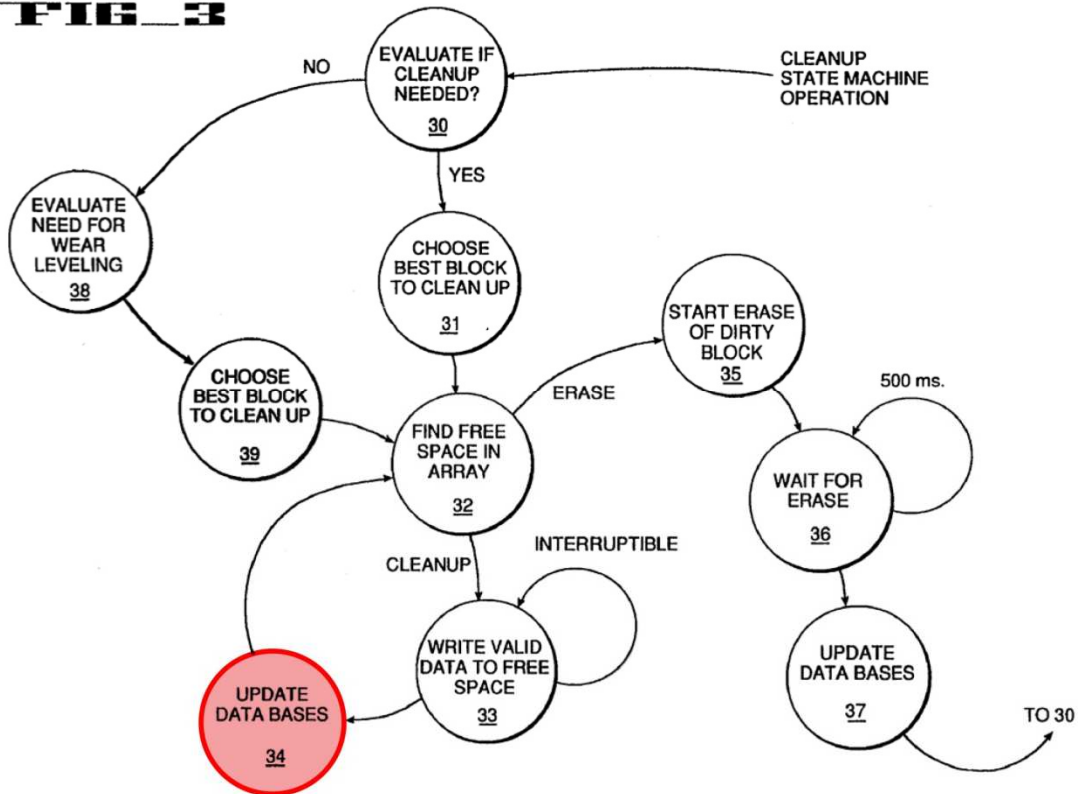 FIG_3
EVALUATE IF
CLEANUP
NEEDED?
30
NO
CLEANUP
STATE MACHINE
OPERATION
YES
EVALUATE
NEED FOR
WEAR
LEVELING
38
CHOOSE
BEST BLOCK
TO CLEAN UP
31
START ERASE
OF DIRTY
BLOCK
35
CHOOSE
BEST BLOCK
TO CLEAN UP
39
ERASE
500 ms.
FIND FREE
SPACE IN
ARRAY
32
WAIT FOR
ERASE
36
CLEANUP
INTERRUPTIBLE
WRITE VALID
DATA TO FREE
SPACE
33
UPDATE
DATA BASES
34
UPDATE
DATA BASES
37
TO 30